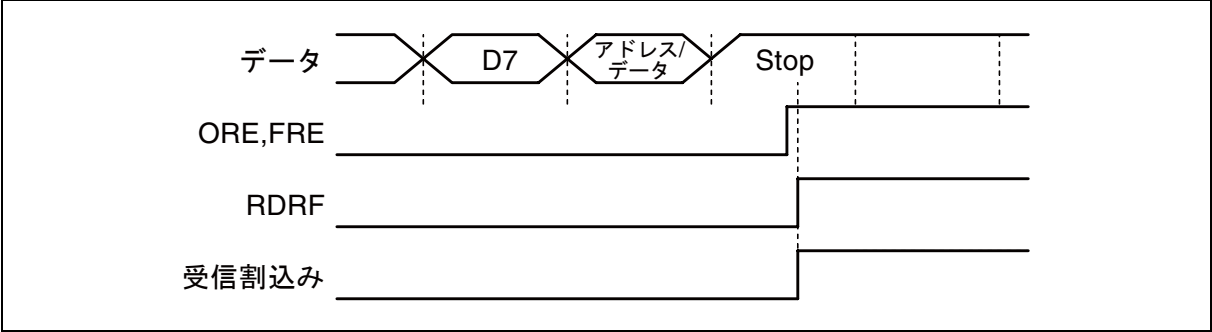 データ
D7
アドレス/
データ
Stop
ORE,FRE
RDRF
受信割込み